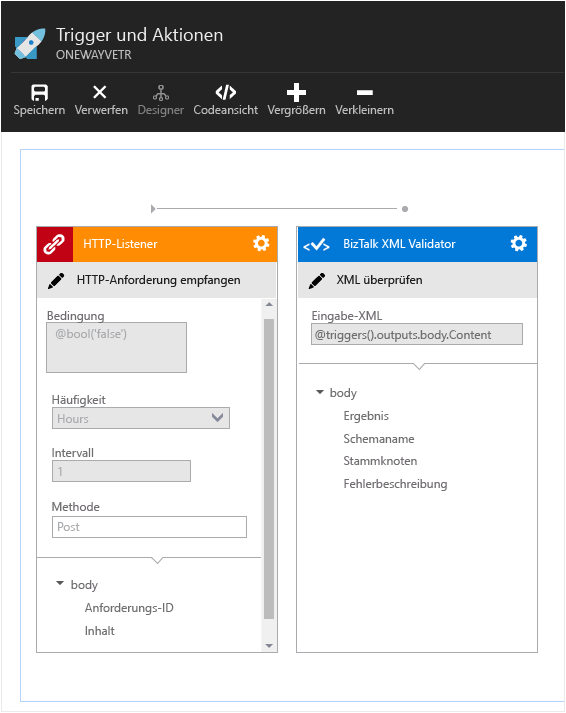 Trigger und Aktionen
ONEWAYVETR
Speichern Verwerfen Designer Codeansicht Vergrößern Verkleinern
HTTP-Listener
HTTP-Anforderung empfangen
Bedingung
@bool('false')
Häufigkeit
Hours
Intervall
1
Methode
Post
body
Anforderungs-ID
Inhalt
BizTalk XML Validator
XML überprüfen
Eingabe-XML
@triggers().outputs.body.Content
body
Ergebnis
Schemaname
Stammknoten
Fehlerbeschreibung